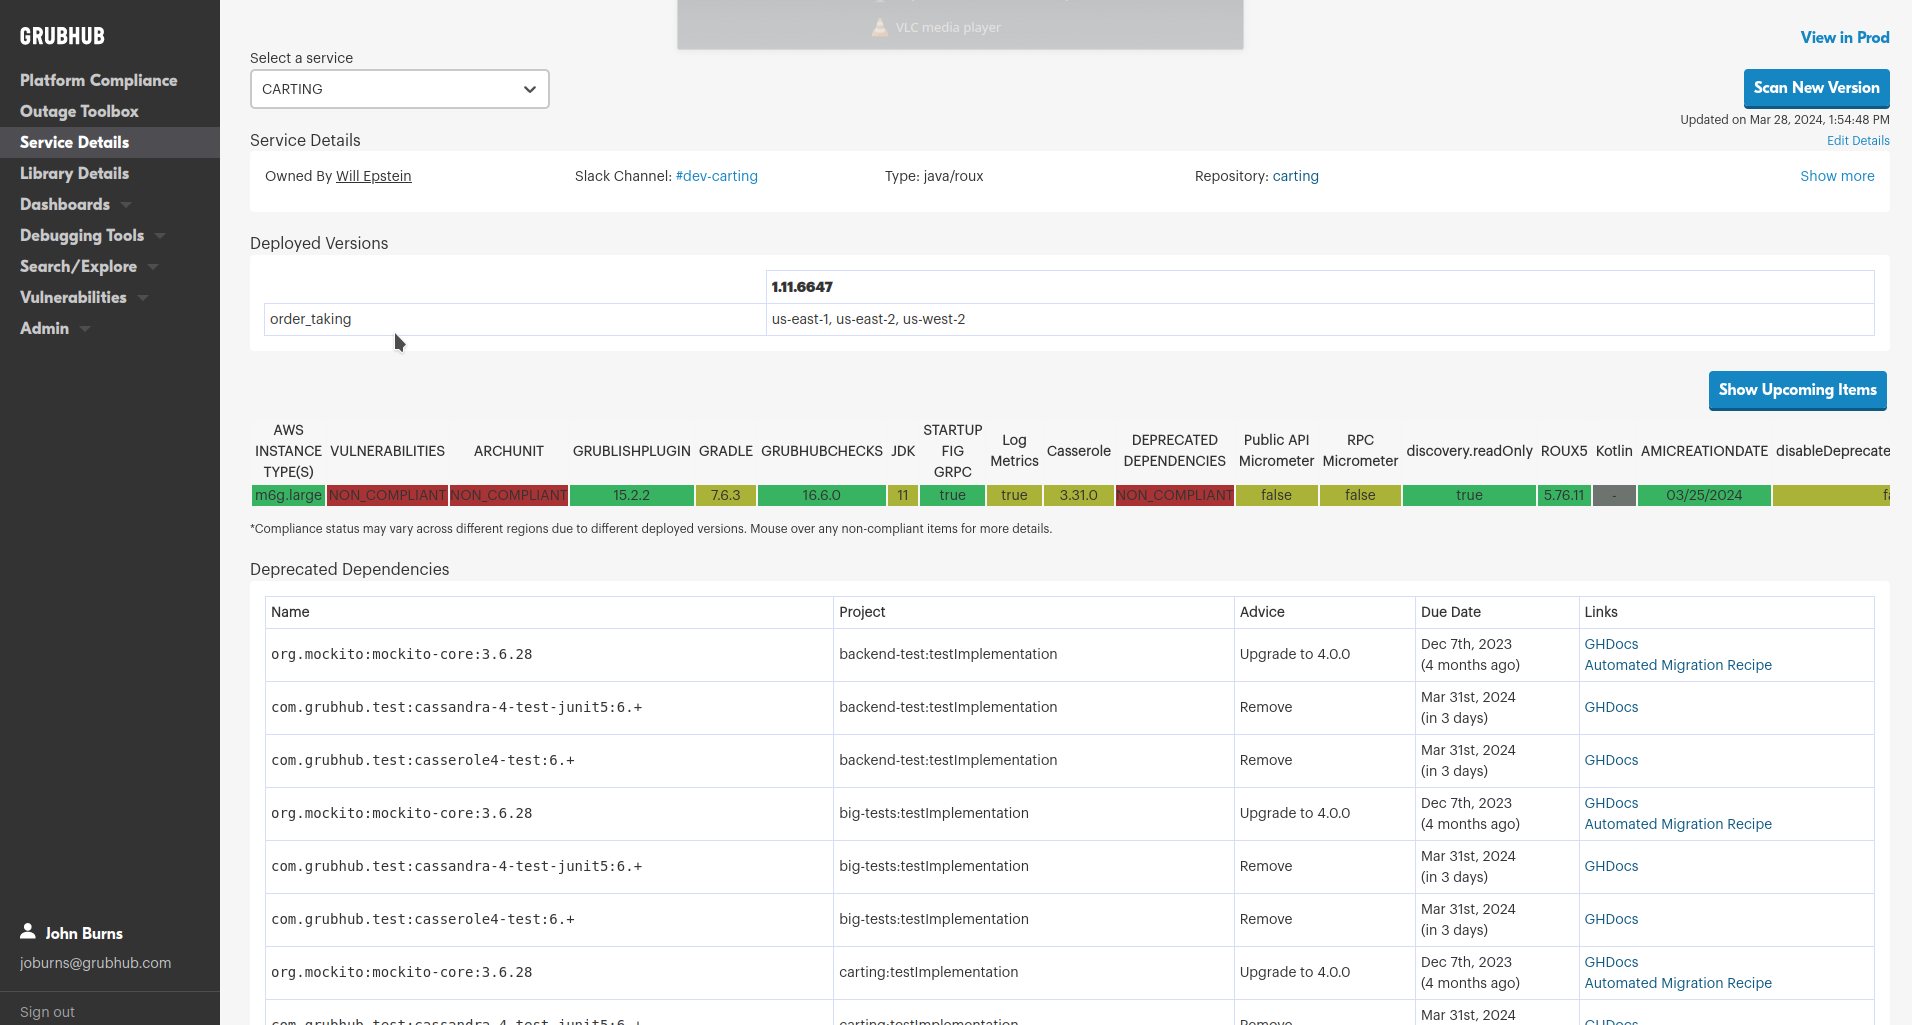 GRUBHUB
Platform Compliance
Outage Toolbox
Service Details
Library Details
Dashboards
Debugging Tools
Search/Explore
Vulnerabilities
Admin
John Burns
joburns@grubhub.com
Sign out
VLC media player
View in Prod
Select a service
CARTING
Scan New Version
Updated on Mar 28, 2024, 1:54:48 PM
Service Details
Edit Details
Owned By Will Epstein Slack Channel: #dev-carting Type: java/roux Repository: carting Show more
Deployed Versions
1.11.6647
order_taking us-east-1, us-east-2, us-west-2
Show Upcoming Items
AWS INSTANCE TYPE(S) VULNERABILITIES ARCHUNIT GRUBLISHPLUGIN GRADLE GRUBHUBCHECKS JDK STARTUP FIG GRPC Log Metrics Casserole DEPRECATED DEPENDENCIES Public API Micrometer RPC Micrometer discovery.readOnly ROUX5 Kotlin AMICREATIONDATE disableDeprecate
m6g.large NON_COMPLIANT NON_COMPLIANT 15.2.2 7.6.3 16.6.0 11 true true 3.31.0 NON_COMPLIANT false false true 5.76.11 - 03/25/2024
*Compliance status may vary across different regions due to different deployed versions. Mouse over any non-compliant items for more details.
Deprecated Dependencies
Name Project Advice Due Date Links
org.mockito:mockito-core:3.6.28 backend-test:testImplementation Upgrade to 4.0.0 Dec 7th, 2023 (4 months ago) GHDocs Automated Migration Recipe
com.grubhub.test:cassandra-4-test-junit5:6.+ backend-test:testImplementation Remove Mar 31st, 2024 (in 3 days) GHDocs
com.grubhub.test:casserole4-test:6.+ backend-test:testImplementation Remove Mar 31st, 2024 (in 3 days) GHDocs
org.mockito:mockito-core:3.6.28 big-tests:testImplementation Upgrade to 4.0.0 Dec 7th, 2023 (4 months ago) GHDocs Automated Migration Recipe
com.grubhub.test:cassandra-4-test-junit5:6.+ big-tests:testImplementation Remove Mar 31st, 2024 (in 3 days) GHDocs
com.grubhub.test:casserole4-test:6.+ big-tests:testImplementation Remove Mar 31st, 2024 (in 3 days) GHDocs
org.mockito:mockito-core:3.6.28 carting:testImplementation Upgrade to 4.0.0 Dec 7th, 2023 (4 months ago) GHDocs Automated Migration Recipe
com.grubhub.test:cassandra-4-test-junit5:6.+ carting:testImplementation Remove Mar 31st, 2024 GHDocs